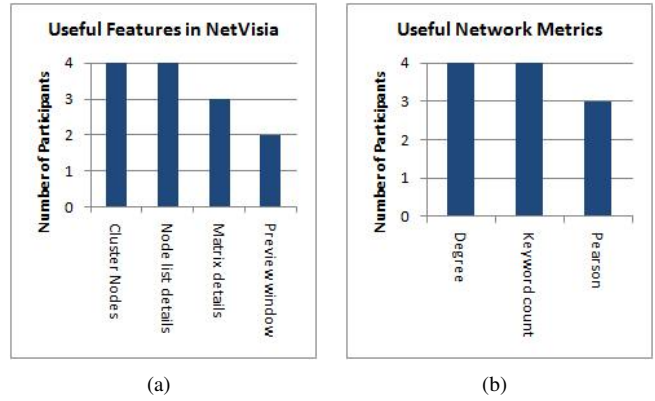 Useful Features in NetVisia
Number of Participants
4
3
2
1
0
Cluster Nodes
Node list details
Matrix details
Preview window
(a)
Useful Network Metrics
Number of Participants
4
3
2
1
0
Degree
Keyword count
Pearson
(b)